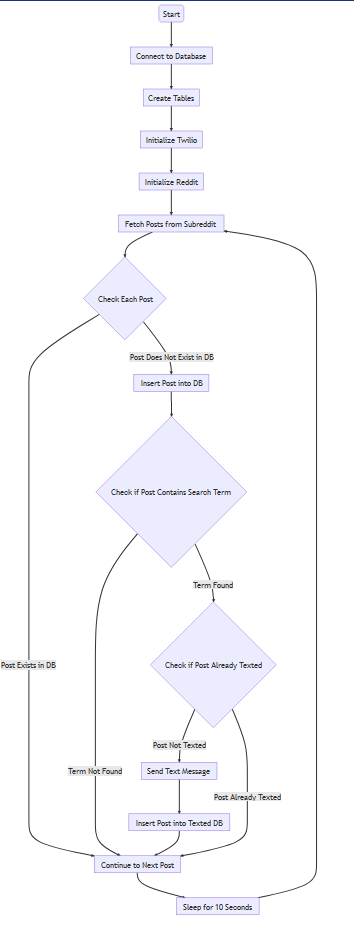 Start
Connect to Database
Create Tables
Initialize Twilio
Initialize Reddit
Fetch Posts from Subreddit
Check Each Post
Post Does Not Exist in DB
Insert Post into DB
Check if Post Contains Search Term
Term Found
Check if Post Already Texted
Post Exists in DB
Post Not Texted
Term Not Found
Send Text Message
Post Already Texted
Insert Post into Texted DB
Continue to Next Post
Sleep for 10 Seconds